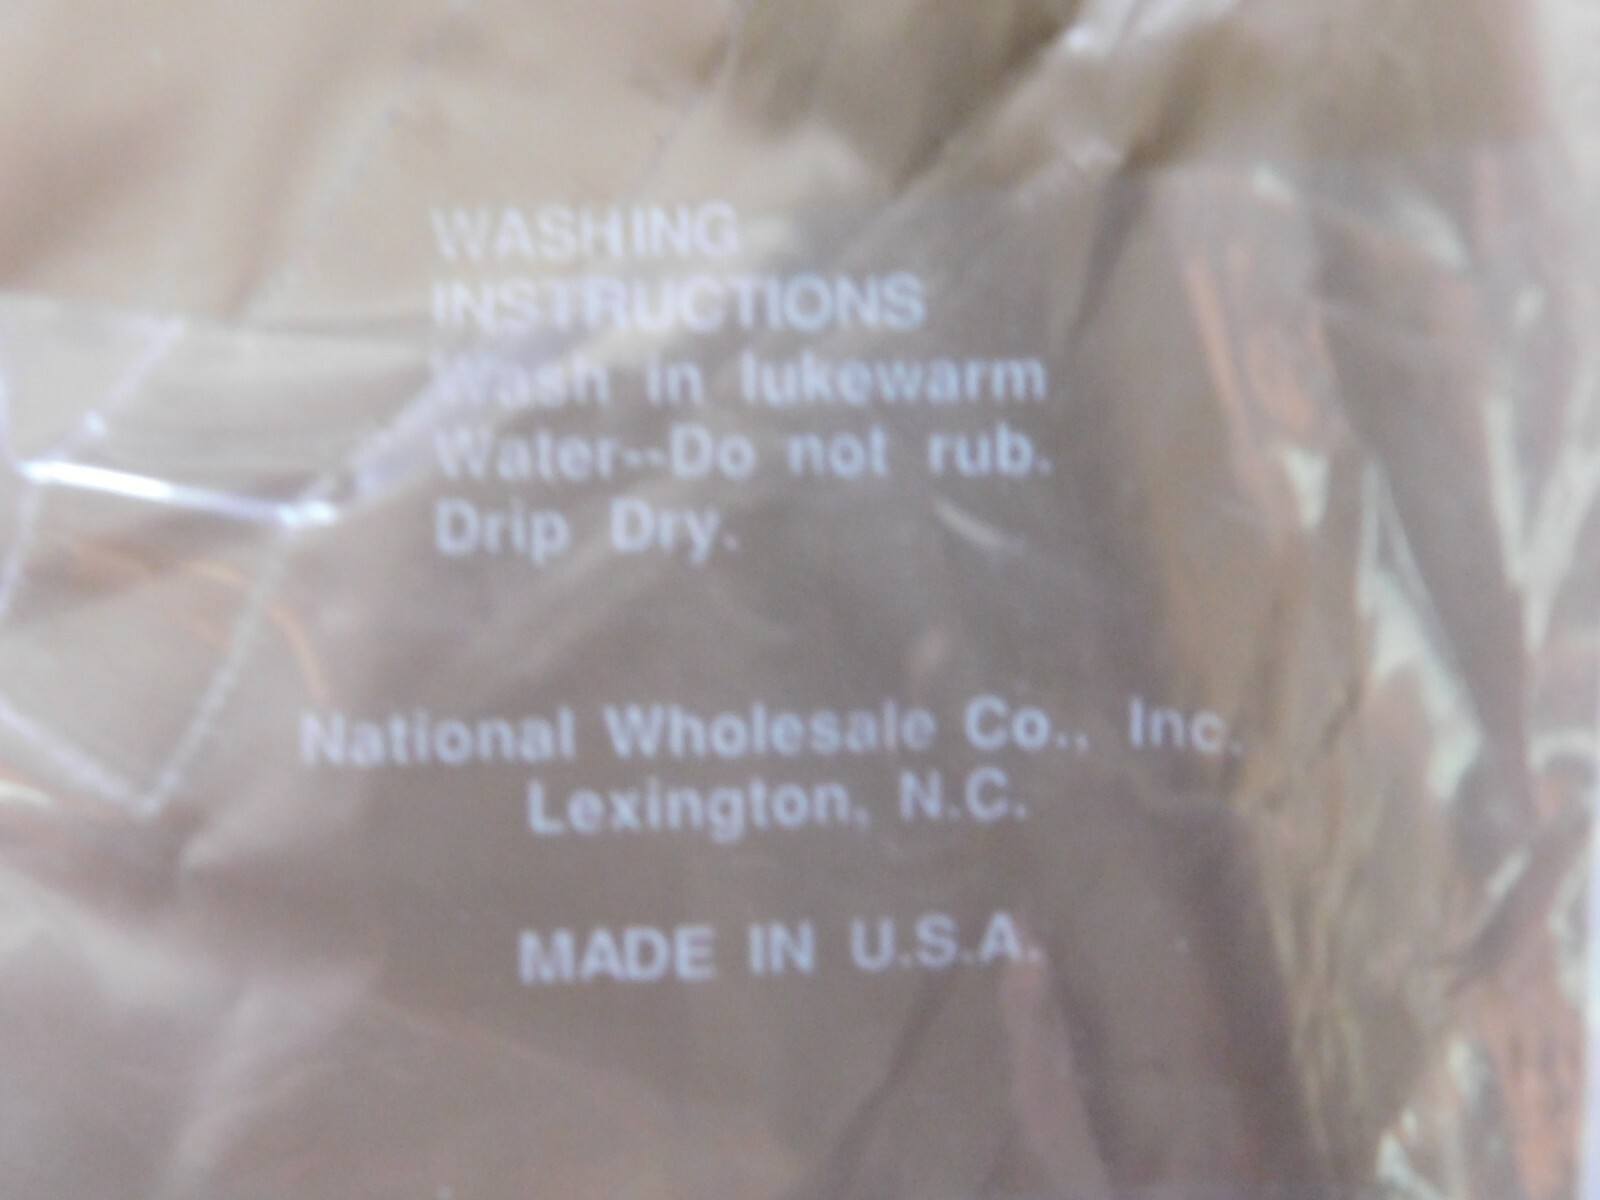 WASHING
INSTRUCTIONS
Wash in lukewarm
Water--Do not rub.
Drip Dry.
National Wholesale Co., Inc.
Lexington, N.C.
MADE IN U.S.A.